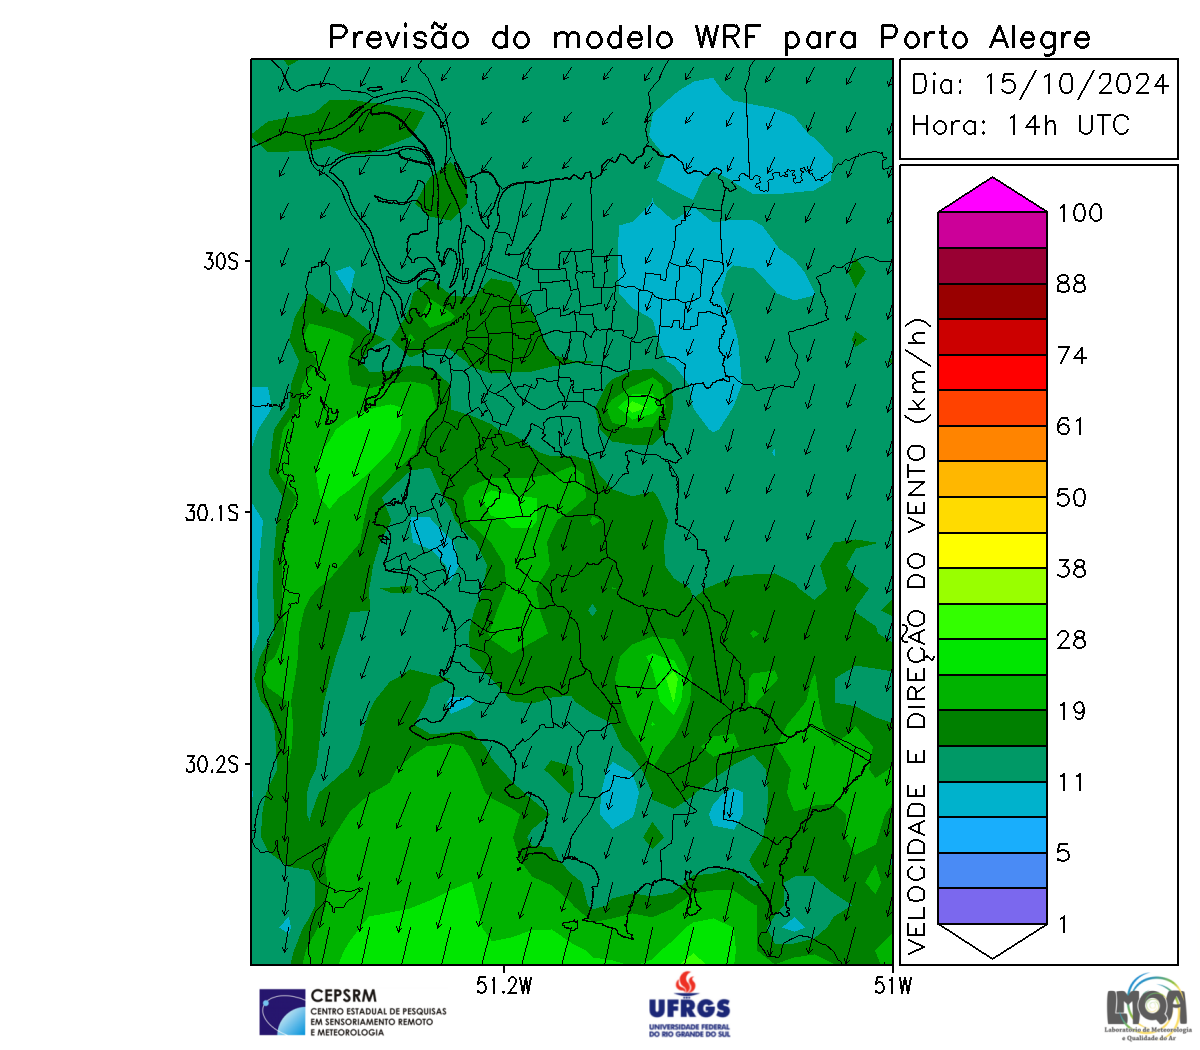 Previsão do modelo WRF para Porto Alegre
Dia: 15/10/2024
Hora: 14h UTC
30S
30.1S
30.2S
51.2W
51W
VELOCIDADE E DIREÇÃO DO VENTO (km/h)
100
88
74
61
50
38
28
19
11
5
1
CEPSRM
CENTRO ESTADUAL DE PESQUISAS
EM SENSORIAMENTO REMOTO
E METEOROLOGIA
UFRGS
UNIVERSIDADE FEDERAL
DO RIO GRANDE DO SUL
LMQA
Laboratório de Meteorologia
e Qualidade do Ar